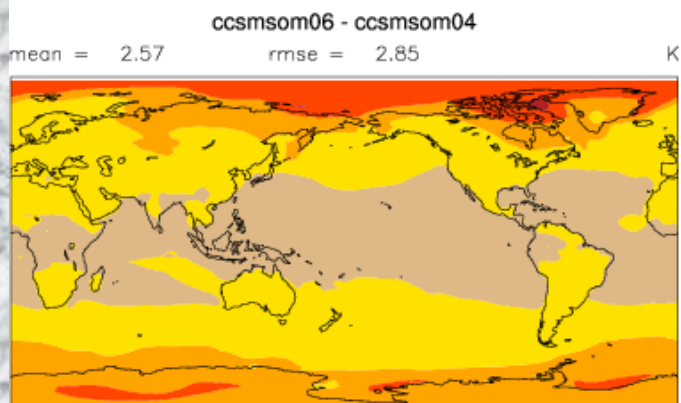 ccsmsom06 - ccsmsom04
mean = 2.57 rmse = 2.85 K